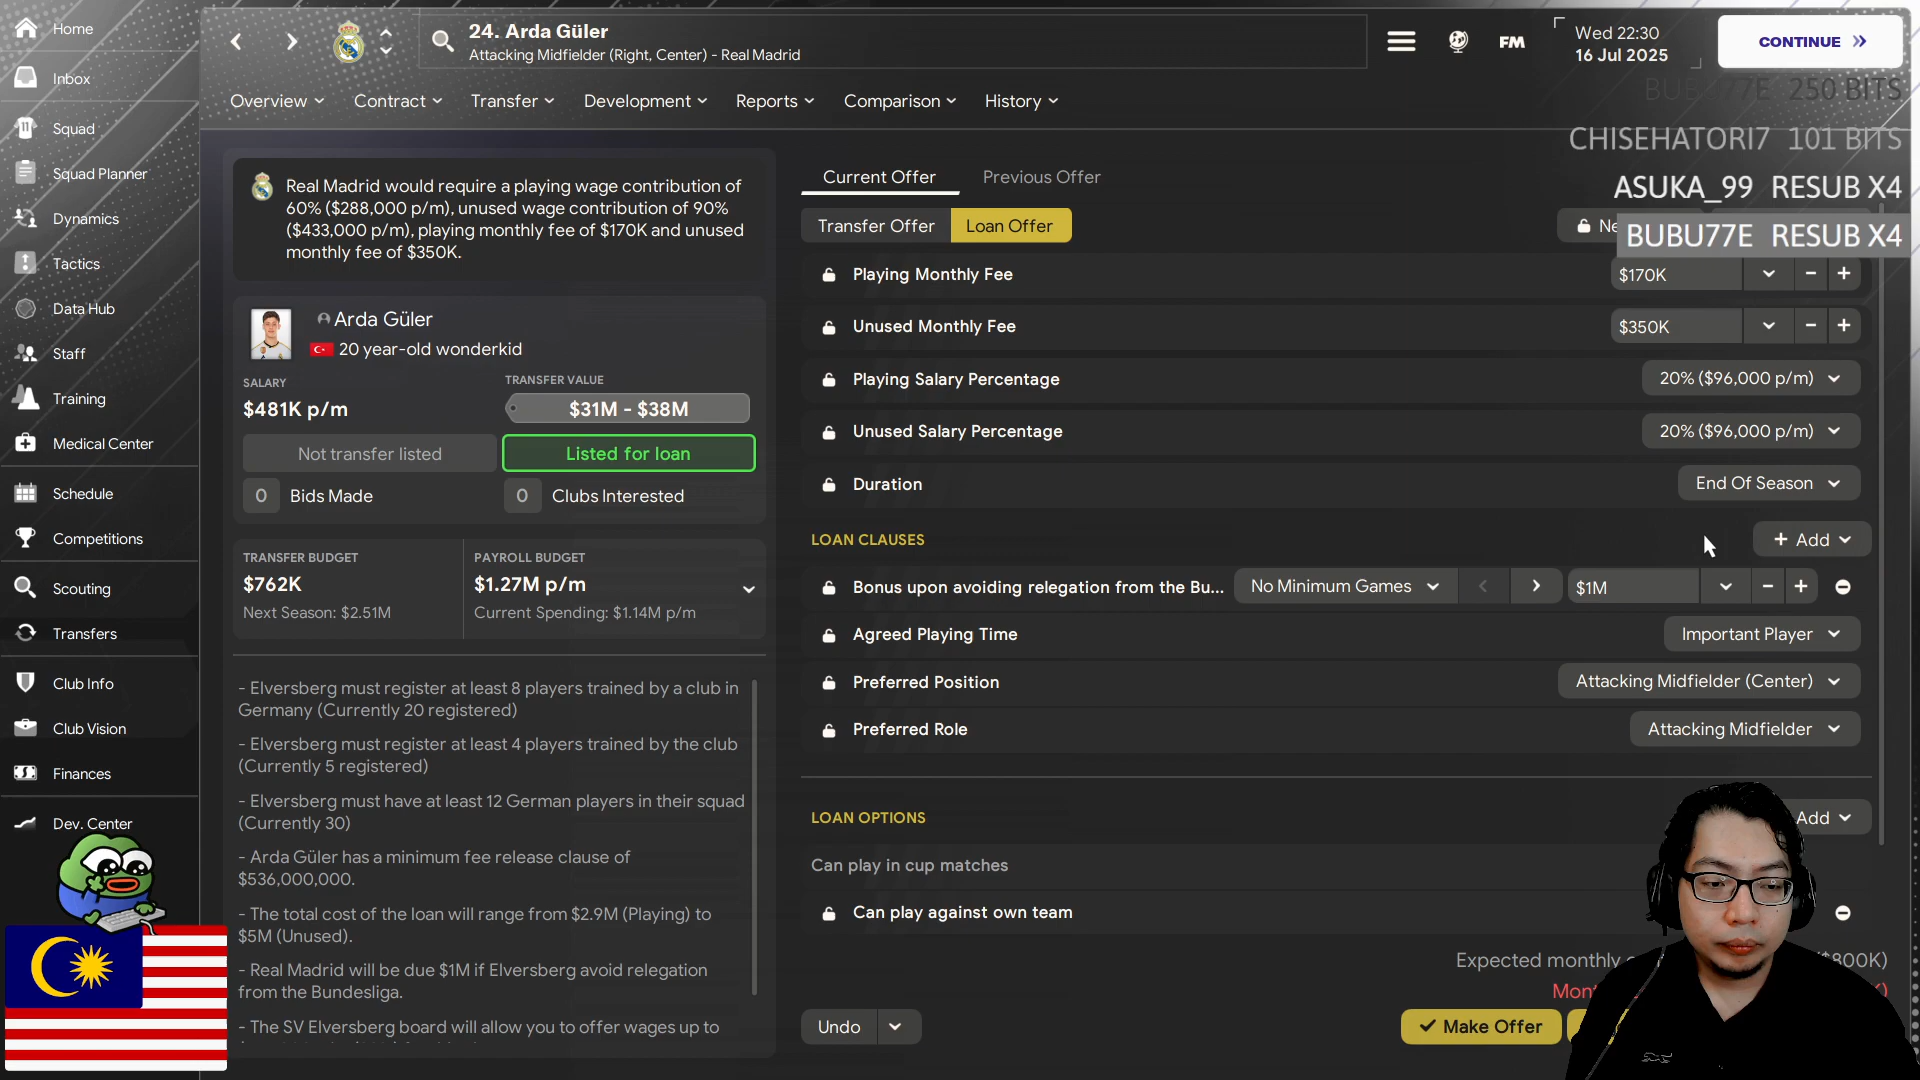 Home
Inbox
Squad
Squad Planner
Dynamics
Tactics
Data Hub
Staff
Training
Medical Center
Schedule
Competitions
Scouting
Transfers
Club Info
Club Vision
Finances
Dev. Center
24. Arda Güler
Attacking Midfielder (Right, Center) - Real Madrid
FM
Wed 22:30
16 Jul 2025
CONTINUE
Overview
Contract
Transfer
Development
Reports
Comparison
History
BUBU77E 250 BITS
CHISEHATORI7 101 BITS
ASUKA_99 RESUB X4
BUBU77E RESUB X4
Real Madrid would require a playing wage contribution of
60% ($288,000 p/m), unused wage contribution of 90%
($433,000 p/m), playing monthly fee of $170K and unused
monthly fee of $350K.
Arda Güler
20 year-old wonderkid
SALARY
$481K p/m
TRANSFER VALUE
$31M - $38M
Not transfer listed
Listed for loan
0 Bids Made
0 Clubs Interested
TRANSFER BUDGET
$762K
Next Season: $2.51M
PAYROLL BUDGET
$1.27M p/m
Current Spending: $1.14M p/m
- Elversberg must register at least 8 players trained by a club in
Germany (Currently 20 registered)
- Elversberg must register at least 4 players trained by the club
(Currently 5 registered)
- Elversberg must have at least 12 German players in their squad
(Currently 30)
- Arda Güler has a minimum fee release clause of
$536,000,000.
- The total cost of the loan will range from $2.9M (Playing) to
$5M (Unused).
- Real Madrid will be due $1M if Elversberg avoid relegation
from the Bundesliga.
- The SV Elversberg board will allow you to offer wages up to
Current Offer
Previous Offer
Transfer Offer
Loan Offer
Playing Monthly Fee
$170K
Unused Monthly Fee
$350K
Playing Salary Percentage
20% ($96,000 p/m)
Unused Salary Percentage
20% ($96,000 p/m)
Duration
End Of Season
LOAN CLAUSES
Add
Bonus upon avoiding relegation from the Bu...
No Minimum Games
$1M
Agreed Playing Time
Important Player
Preferred Position
Attacking Midfielder (Center)
Preferred Role
Attacking Midfielder
LOAN OPTIONS
Add
Can play in cup matches
Can play against own team
Expected monthly
Undo
Make Offer